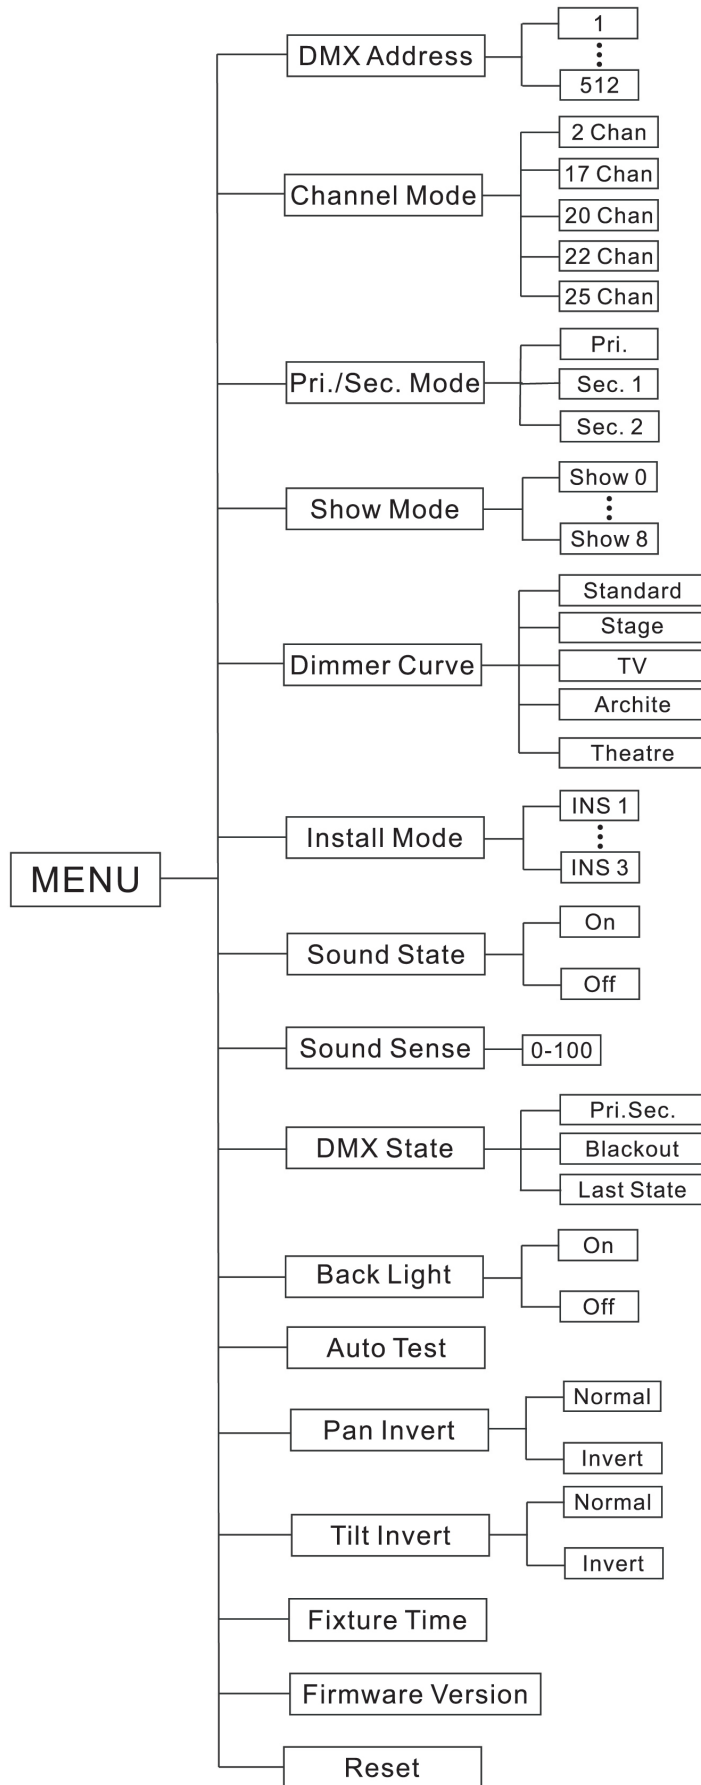 MENU
DMX Address
1
512
Channel Mode
2 Chan
17 Chan
20 Chan
22 Chan
25 Chan
Pri./Sec. Mode
Pri.
Sec. 1
Sec. 2
Show Mode
Show 0
Show 8
Dimmer Curve
Standard
Stage
TV
Archite
Theatre
Install Mode
INS 1
INS 3
Sound State
On
Off
Sound Sense
0-100
DMX State
Pri.Sec.
Blackout
Last State
Back Light
On
Off
Auto Test
Pan Invert
Normal
Invert
Tilt Invert
Normal
Invert
Fixture Time
Firmware Version
Reset